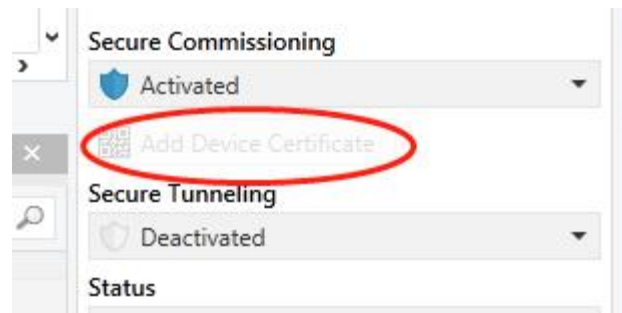 Secure Commissioning
Activated
Add Device Certificate
Secure Tunneling
Deactivated
Status